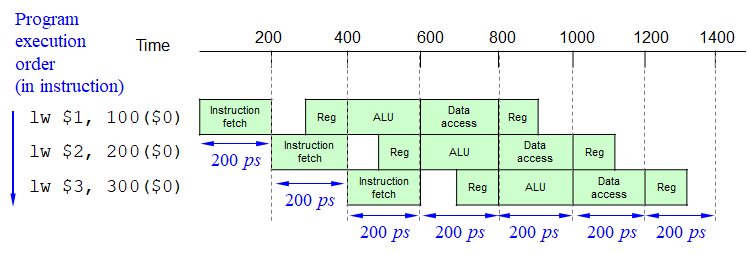 Program
execution
order
(in instruction)
Time
200 400 600 800 1000 1200 1400
lw $1, 100($0)
Instruction
fetch
Reg
ALU
Data
access
Reg
200 ps
lw $2, 200($0)
Instruction
fetch
Reg
ALU
Data
access
Reg
200 ps
lw $3, 300($0)
Instruction
fetch
Reg
ALU
Data
access
Reg
200 ps 200 ps 200 ps 200 ps 200 ps